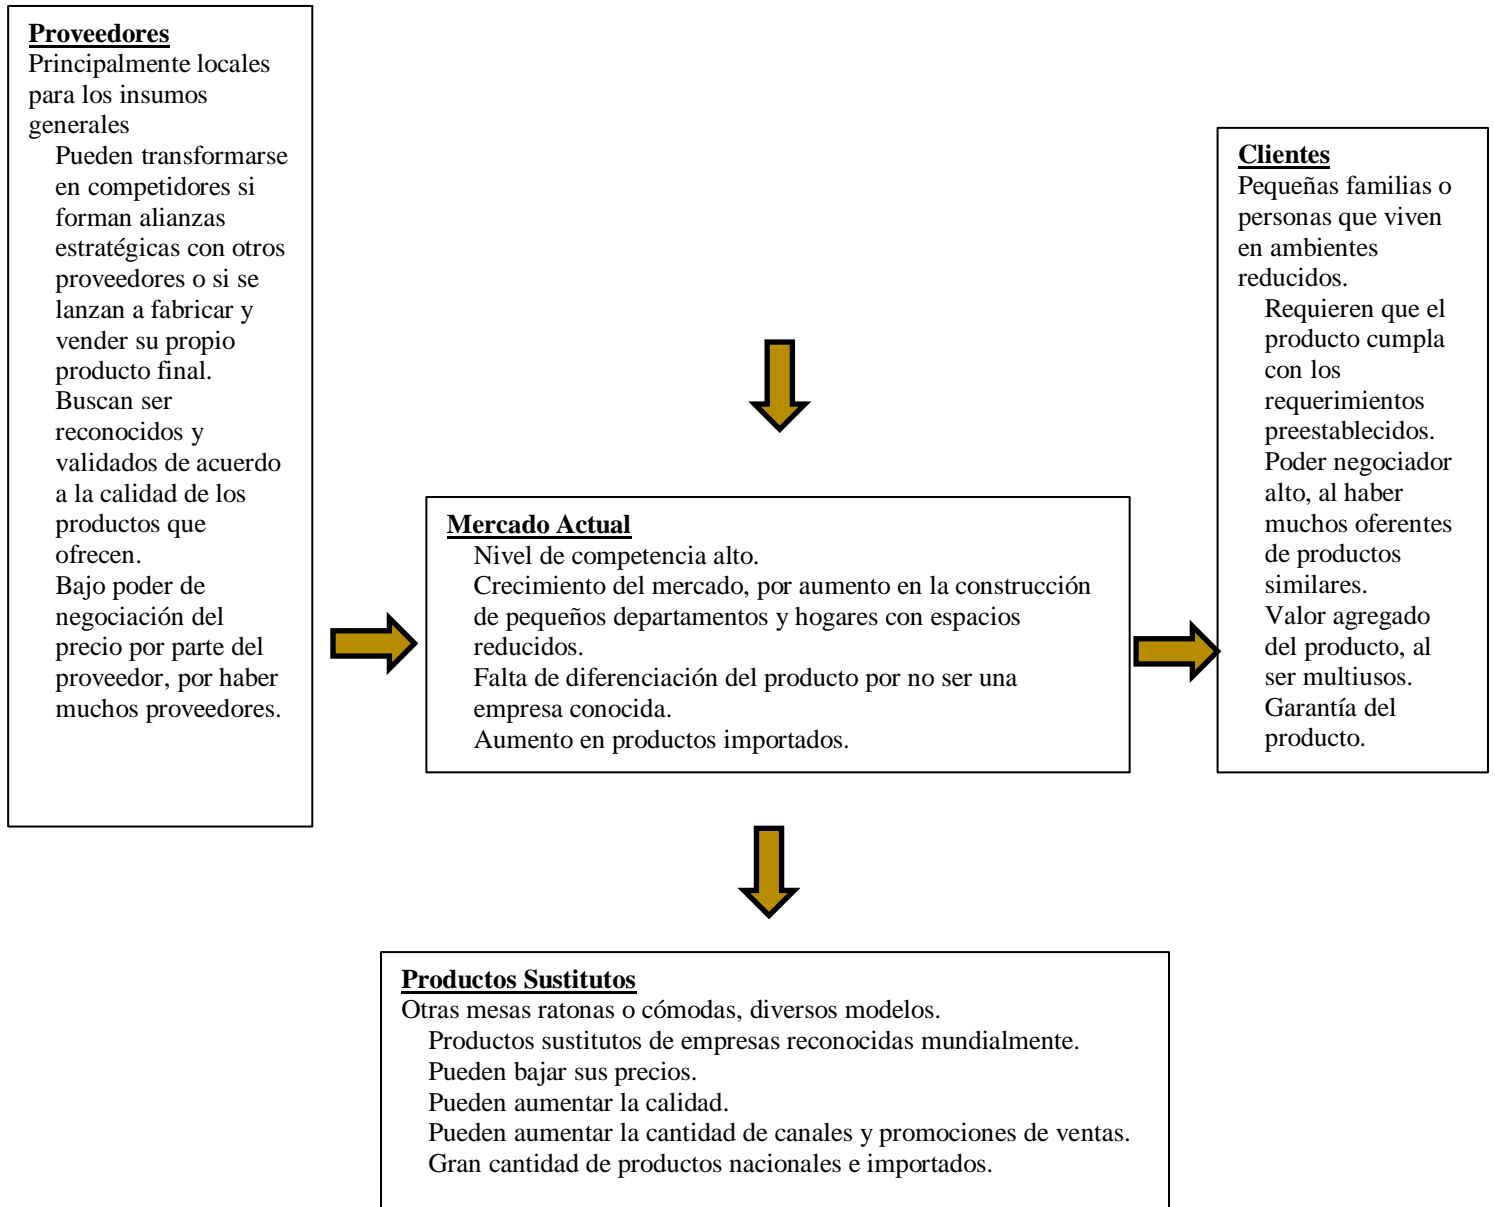 Proveedores
Principalmente locales
para los insumos
generales
Pueden transformarse
en competidores si
forman alianzas
estratégicas con otros
proveedores o si se
lanzan a fabricar y
vender su propio
producto final.
Buscan ser
reconocidos y
validados de acuerdo
a la calidad de los
productos que
ofrecen.
Bajo poder de
negociación del
precio por parte del
proveedor, por haber
muchos proveedores.
Mercado Actual
Nivel de competencia alto.
Crecimiento del mercado, por aumento en la construcción
de pequeños departamentos y hogares con espacios
reducidos.
Falta de diferenciación del producto por no ser una
empresa conocida.
Aumento en productos importados.
Clientes
Pequeñas familias o
personas que viven
en ambientes
reducidos.
Requieren que el
producto cumpla
con los
requerimientos
preestablecidos.
Poder negociador
alto, al haber
muchos oferentes
de productos
similares.
Valor agregado
del producto, al
ser multiusos.
Garantía del
producto.
Productos Sustitutos
Otras mesas ratonas o cómodas, diversos modelos.
Productos sustitutos de empresas reconocidas mundialmente.
Pueden bajar sus precios.
Pueden aumentar la calidad.
Pueden aumentar la cantidad de canales y promociones de ventas.
Gran cantidad de productos nacionales e importados.